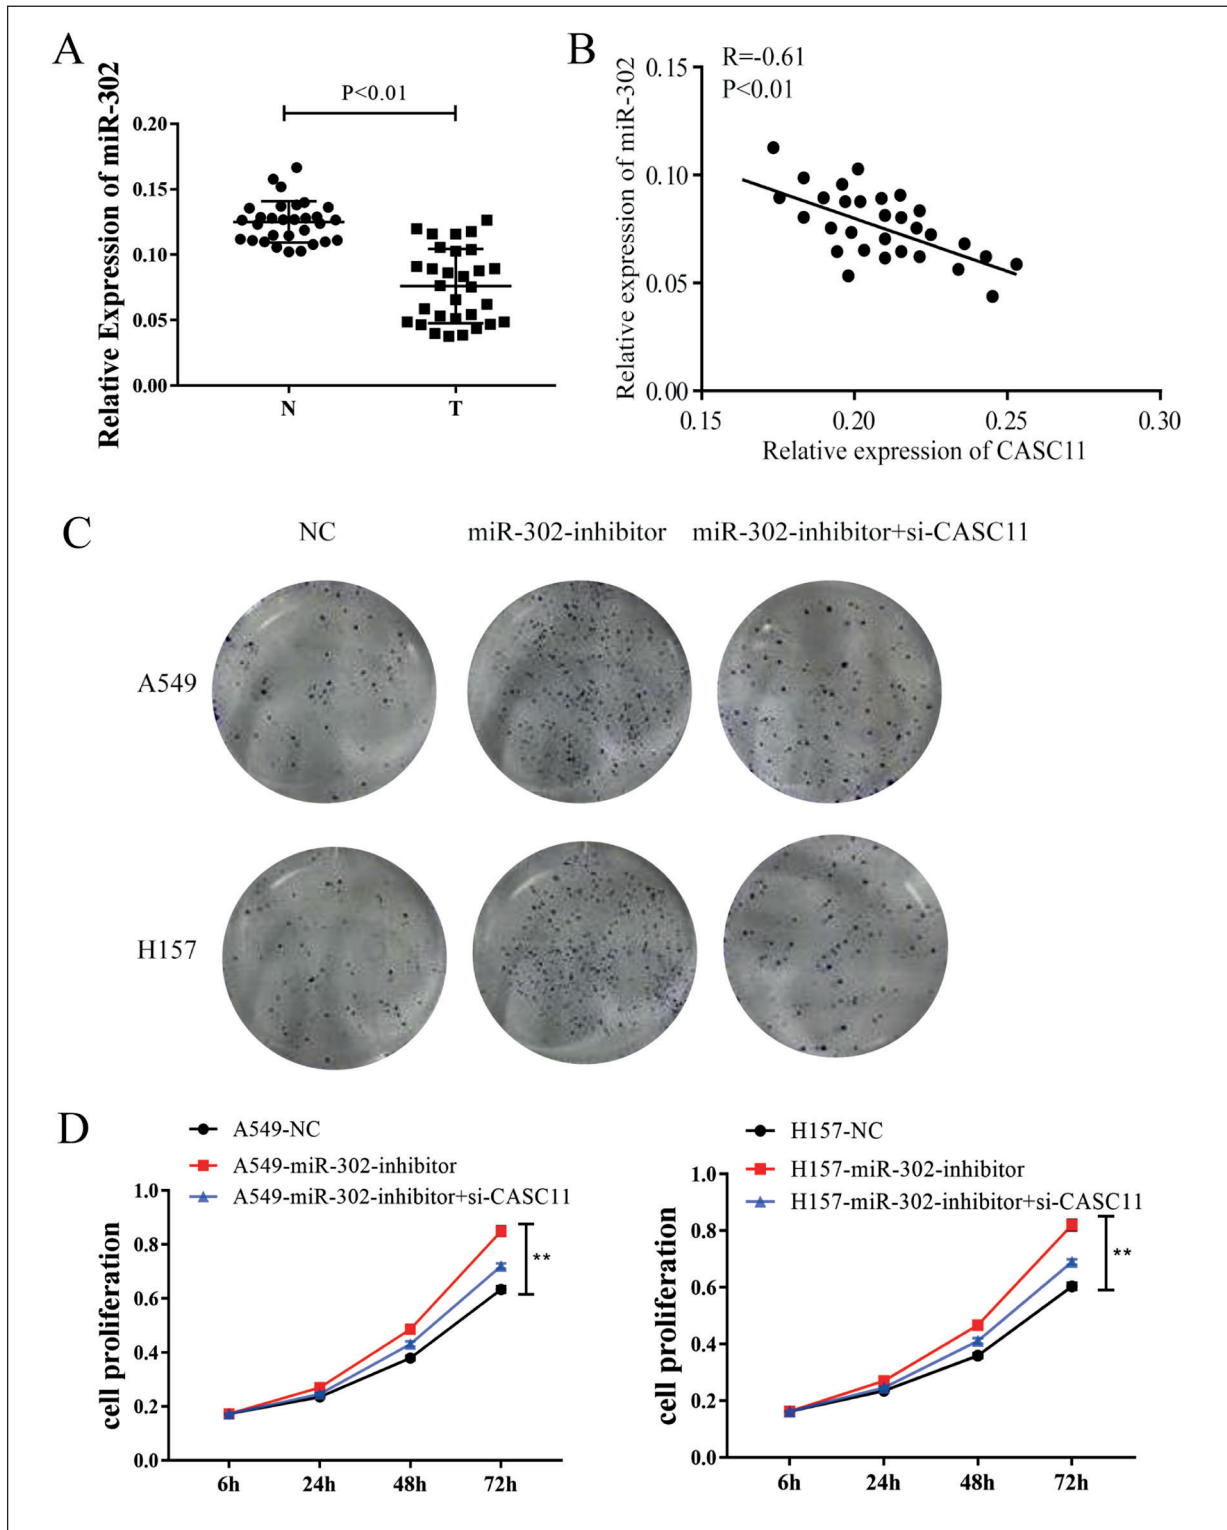 A
Relative Expression of miR-302
P<0.01
0.20
0.15
0.10
0.05
0.00
N
T
B
R=-0.61
P<0.01
Relative expression of miR-302
0.15
0.10
0.05
0.00
0.15
0.20
0.25
0.30
Relative expression of CASC11
C
NC
miR-302-inhibitor
miR-302-inhibitor+si-CASC11
A549
H157
D
A549-NC
A549-miR-302-inhibitor
A549-miR-302-inhibitor+si-CASC11
cell proliferation
1.0
0.8
0.6
0.4
0.2
0.0
**
6h
24h
48h
72h
H157-NC
H157-miR-302-inhibitor
H157-miR-302-inhibitor+si-CASC11
cell proliferation
1.0
0.8
0.6
0.4
0.2
0.0
**
6h
24h
48h
72h